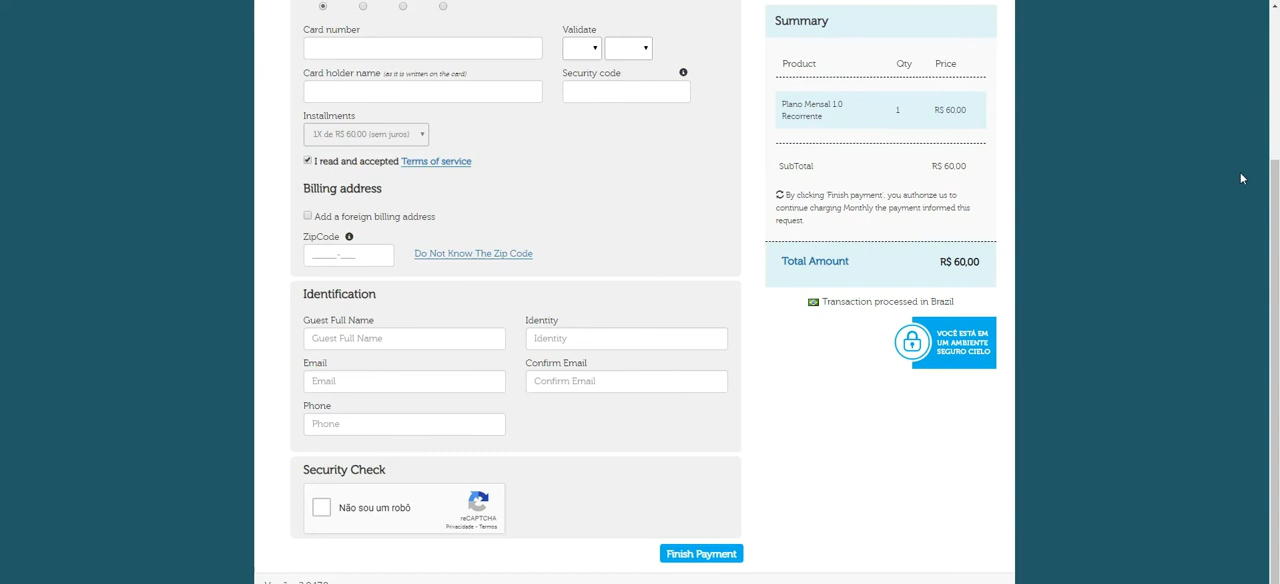 Card number
Validate
Card holder name (as it is written on the card)
Security code
Installments
1X de R$ 60.00 (sem juros)
I read and accepted Terms of service
Billing address
Add a foreign billing address
ZipCode
_____-___
Do Not Know The Zip Code
Identification
Guest Full Name
Identity
Guest Full Name
Identity
Email
Confirm Email
Email
Confirm Email
Phone
Phone
Security Check
Não sou um robô
reCAPTCHA
Privacidade - Termos
Finish Payment
Summary
Product Qty Price
Plano Mensal 1.0
Recorrente
1
R$ 60,00
SubTotal R$ 60,00
By clicking 'Finish payment', you authorize us to
continue charging Monthly the payment informed this
request.
Total Amount R$ 60,00
Transaction processed in Brazil
VOCÊ ESTÁ EM
UM AMBIENTE
SEGURO CIELO